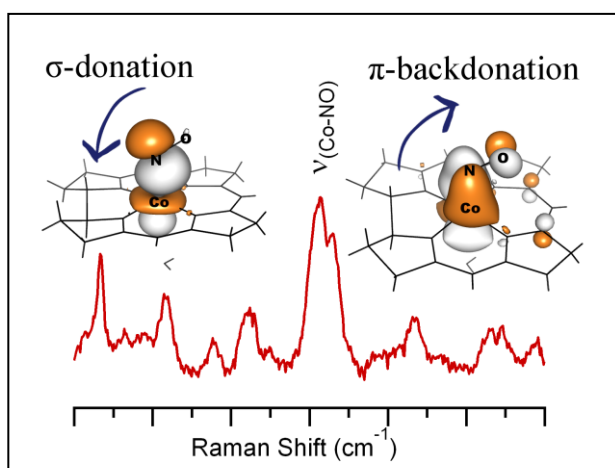 σ-donation
π-backdonation
ν(Co-NO)
O
N
Co
N
O
Co
Raman Shift (cm-1)